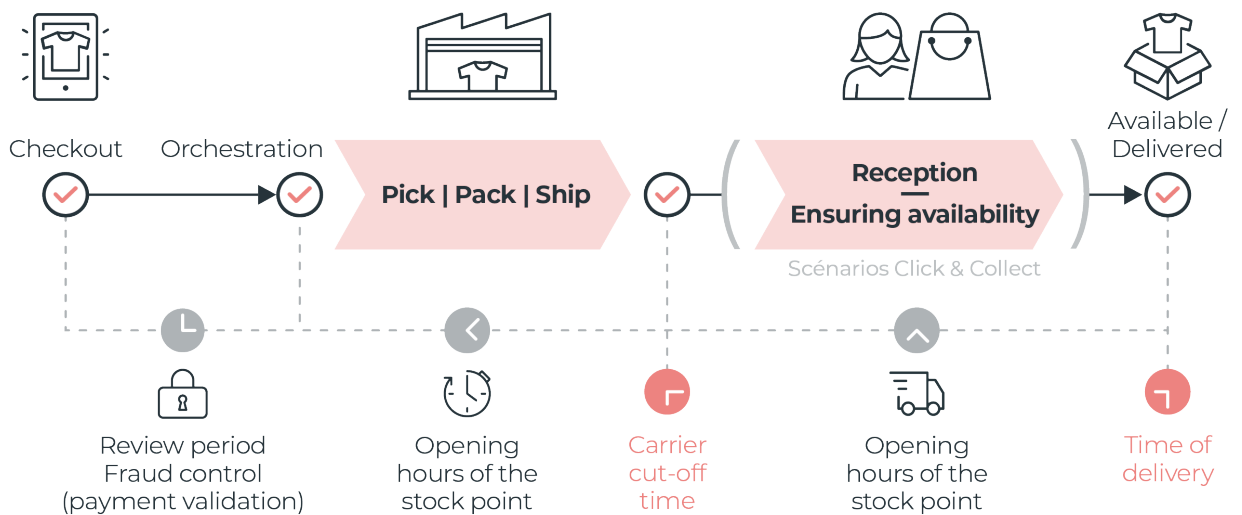 Checkout
Orchestration
Available /
Delivered
Pick | Pack | Ship
Reception
Ensuring availability
Scénarios Click & Collect
Review period
Fraud control
(payment validation)
Opening
hours of the
stock point
Carrier
cut-off
time
Opening
hours of the
stock point
Time of
delivery